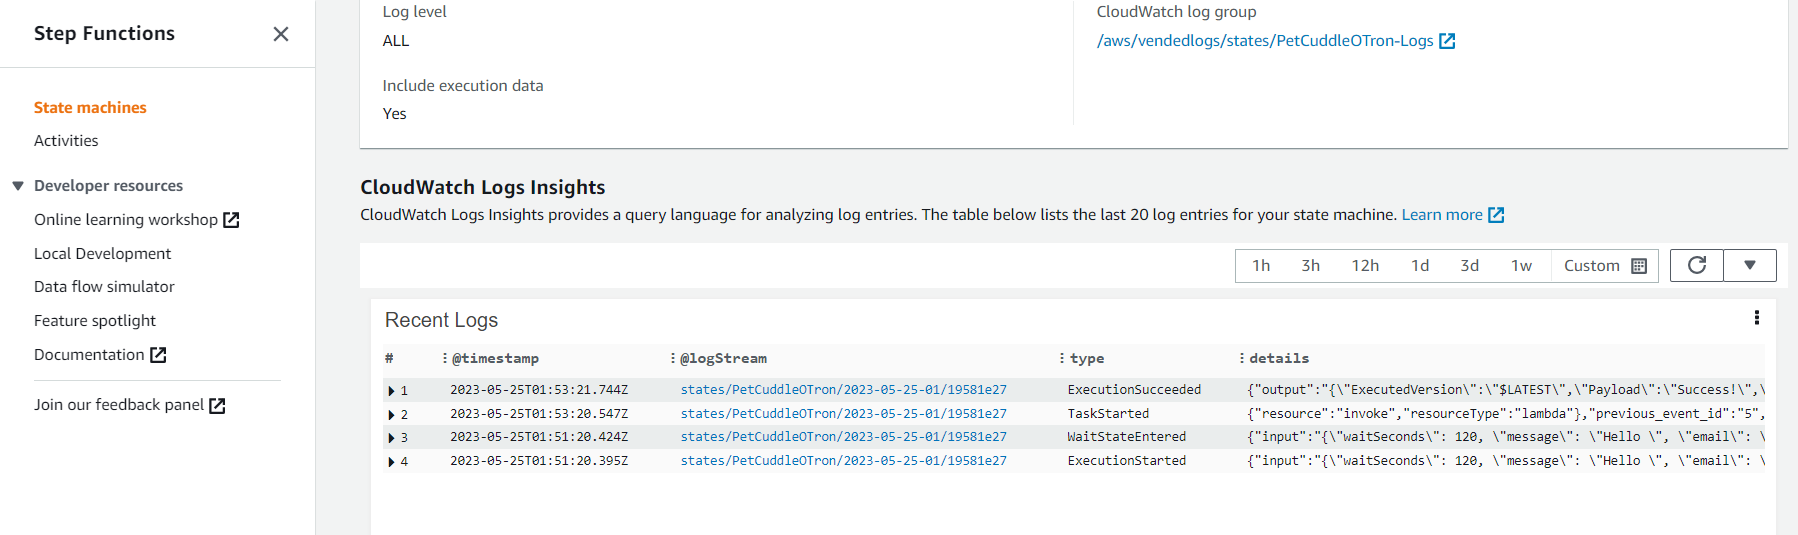 Step Functions
State machines
Activities
Developer resources
Online learning workshop
Local Development
Data flow simulator
Feature spotlight
Documentation
Join our feedback panel
Log level
ALL
Include execution data
Yes
CloudWatch log group
/aws/vendedlogs/states/PetCuddleOTron-Logs
CloudWatch Logs Insights
CloudWatch Logs Insights provides a query language for analyzing log entries. The table below lists the last 20 log entries for your state machine. Learn more
1h 3h 12h 1d 3d 1w Custom
Recent Logs
# @timestamp @logStream type details
1 2023-05-25T01:53:21.744Z states/PetCuddleOTron/2023-05-25-01/19581e27 ExecutionSucceeded {"output":"{\"ExecutedVersion\":\"$LATEST\",\"Payload\":\"Success!\",\
2 2023-05-25T01:53:20.547Z states/PetCuddleOTron/2023-05-25-01/19581e27 TaskStarted {"resource":"invoke","resourceType":"lambda"},"previous_event_id":"5",
3 2023-05-25T01:51:20.424Z states/PetCuddleOTron/2023-05-25-01/19581e27 WaitStateEntered {"input":"{\"waitSeconds\": 120, \"message\": \"Hello \", \"email\": \
4 2023-05-25T01:51:20.395Z states/PetCuddleOTron/2023-05-25-01/19581e27 ExecutionStarted {"input":"{\"waitSeconds\": 120, \"message\": \"Hello \", \"email\": \